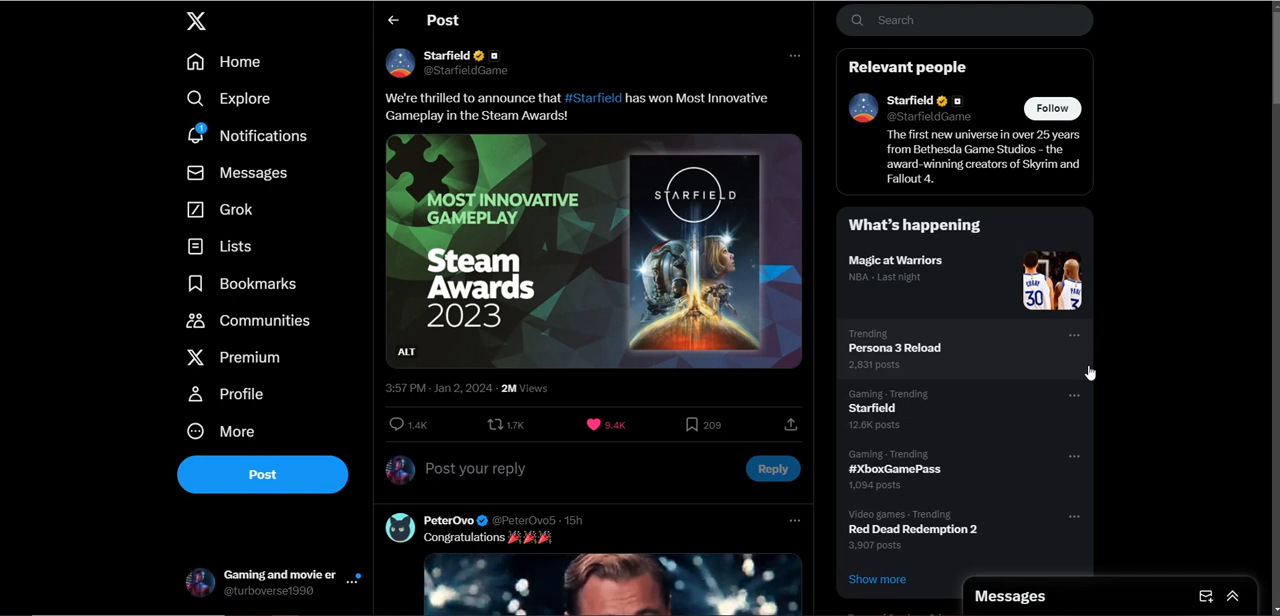 Home
Explore
1
Notifications
Messages
Grok
Lists
Bookmarks
Communities
Premium
Profile
More
Post
Gaming and movie er
@turboverse1990
Post
Starfield
@StarfieldGame
We're thrilled to announce that #Starfield has won Most Innovative
Gameplay in the Steam Awards!
MOST INNOVATIVE
GAMEPLAY
Steam
Awards
2023
STARFIELD
ALT
3:57 PM · Jan 2, 2024 · 2M Views
1.4K 1.7K 9.4K 209
Post your reply
Reply
PeterOvo @PeterOvo5 · 15h
Congratulations 🎉🎉🎉
Search
Relevant people
Starfield
@StarfieldGame
Follow
The first new universe in over 25 years
from Bethesda Game Studios - the
award-winning creators of Skyrim and
Fallout 4.
What's happening
Magic at Warriors
NBA · Last night
30
3
Trending
Persona 3 Reload
2,831 posts
Gaming · Trending
Starfield
12.6K posts
Gaming · Trending
#XboxGamePass
1,094 posts
Video games · Trending
Red Dead Redemption 2
3,907 posts
Show more
Messages